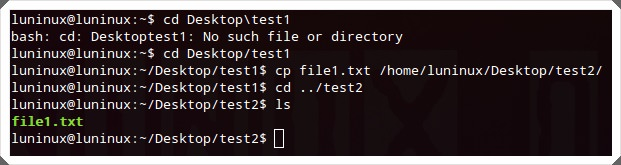 luninux@luninux:~$ cd Desktop\test1
bash: cd: Desktoptest1: No such file or directory
luninux@luninux:~$ cd Desktop/test1
luninux@luninux:~/Desktop/test1$ cp file1.txt /home/luninux/Desktop/test2/
luninux@luninux:~/Desktop/test1$ cd ../test2
luninux@luninux:~/Desktop/test2$ ls
file1.txt
luninux@luninux:~/Desktop/test2$